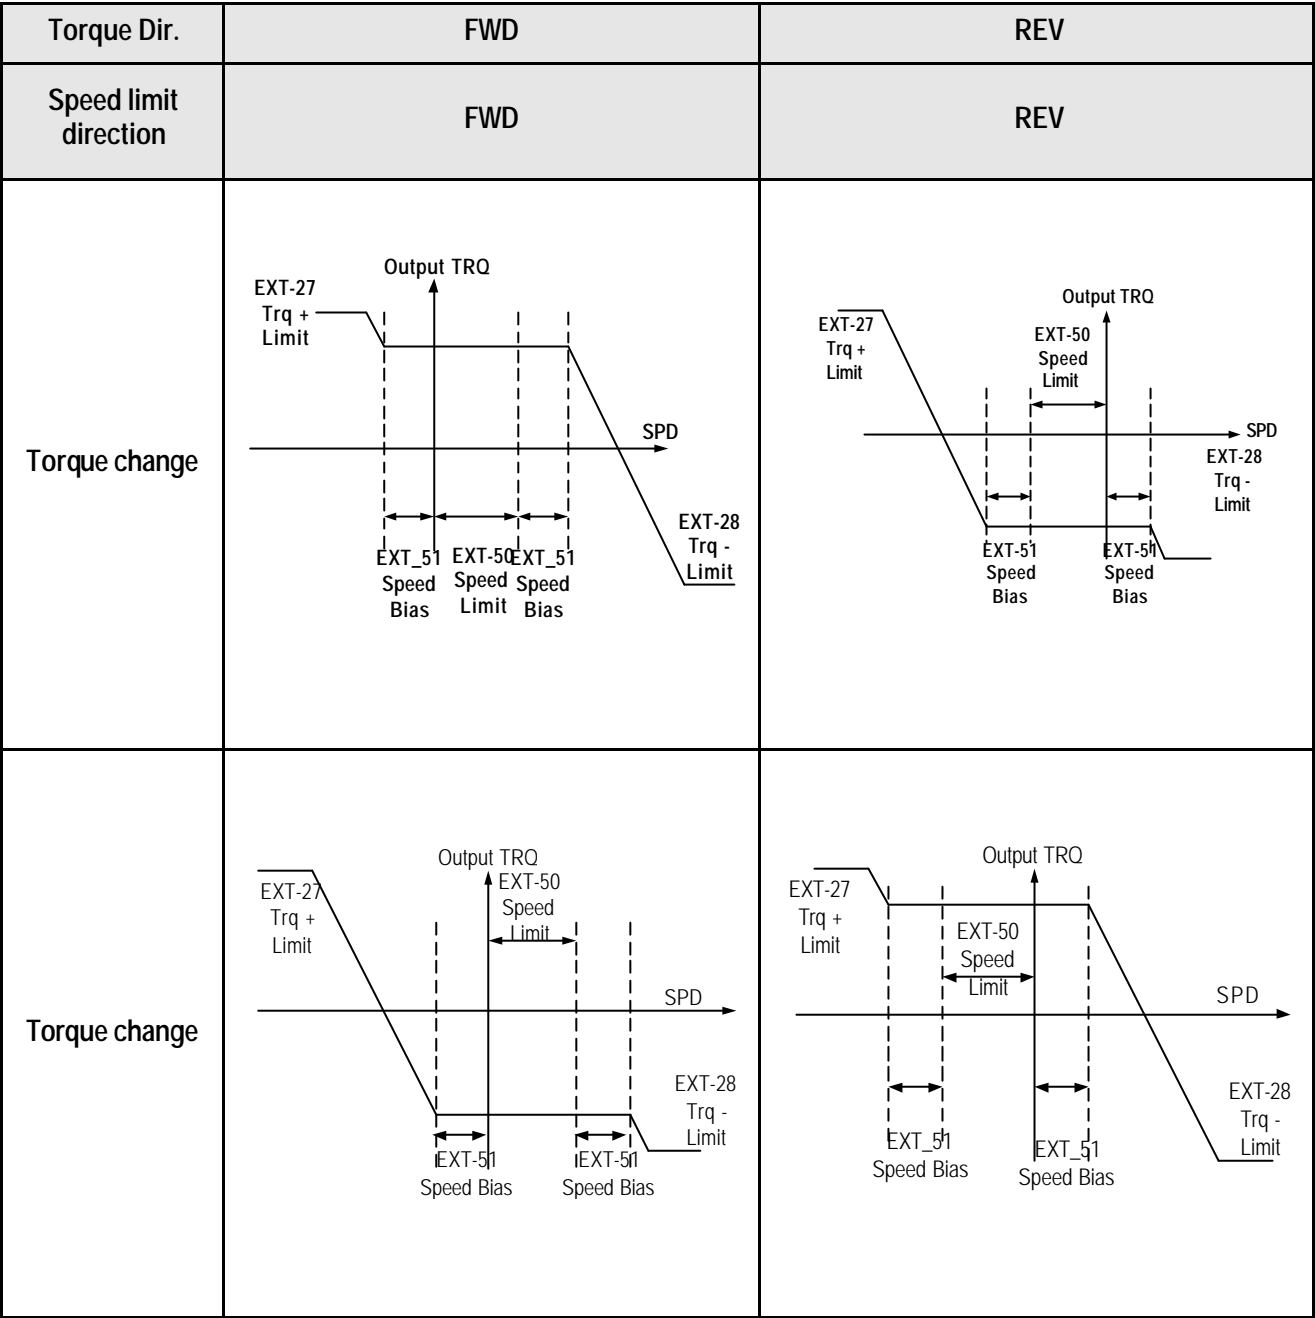 Torque Dir.
FWD
REV
Speed limit
direction
FWD
REV
Torque change
Output TRQ
EXT-27
Trq +
Limit
SPD
EXT-28
Trq -
Limit
EXT_51
Speed
Bias
EXT-50
Speed
Limit
EXT_51
Speed
Bias
Output TRQ
EXT-27
Trq +
Limit
EXT-50
Speed
Limit
SPD
EXT-28
Trq -
Limit
EXT-51
Speed
Bias
EXT-51
Speed
Bias
Torque change
Output TRQ
EXT-27
Trq +
Limit
EXT-50
Speed
Limit
SPD
EXT-28
Trq -
Limit
EXT-51
Speed Bias
EXT-51
Speed Bias
Output TRQ
EXT-27
Trq +
Limit
EXT-50
Speed
Limit
SPD
EXT-28
Trq -
Limit
EXT_51
Speed Bias
EXT_51
Speed Bias